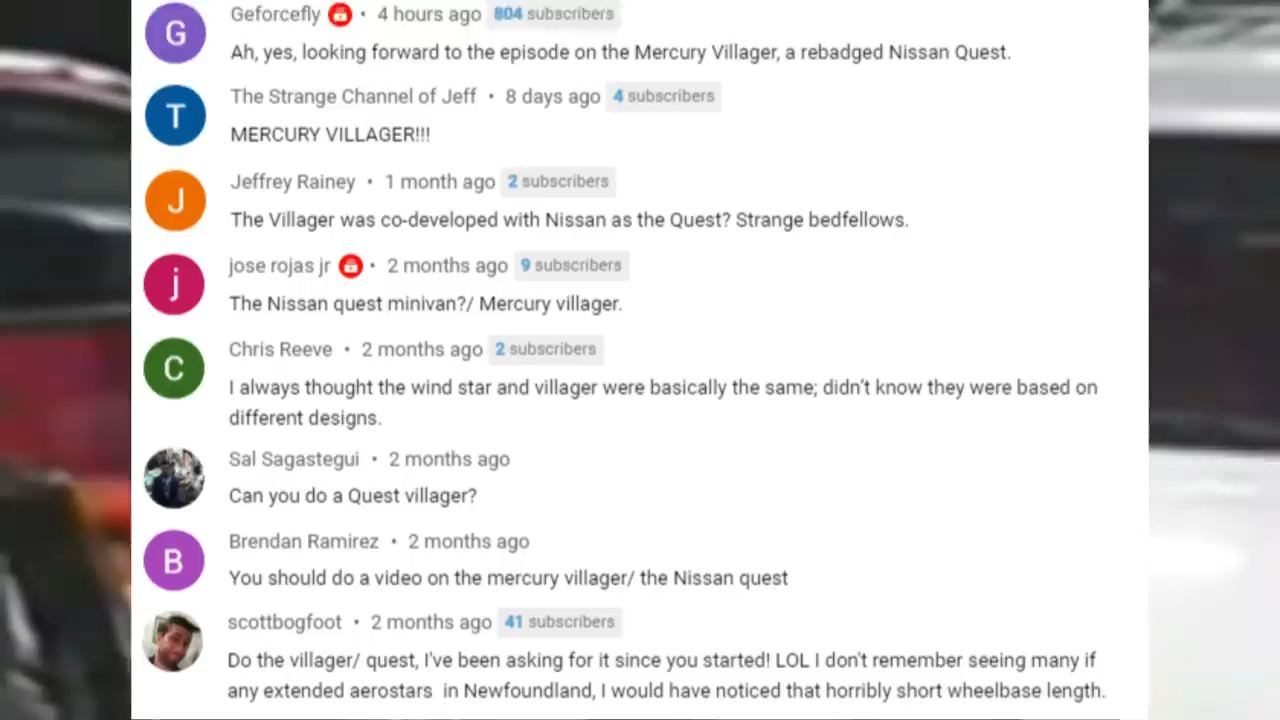 G
Geforcefly • 4 hours ago 804 subscribers
Ah, yes, looking forward to the episode on the Mercury Villager, a rebadged Nissan Quest.
T
The Strange Channel of Jeff • 8 days ago 4 subscribers
MERCURY VILLAGER!!!
J
Jeffrey Rainey • 1 month ago 2 subscribers
The Villager was co-developed with Nissan as the Quest? Strange bedfellows.
j
jose rojas jr • 2 months ago 9 subscribers
The Nissan quest minivan?/ Mercury villager.
C
Chris Reeve • 2 months ago 2 subscribers
I always thought the wind star and villager were basically the same; didn't know they were based on
different designs.
Sal Sagastegui • 2 months ago
Can you do a Quest villager?
B
Brendan Ramirez • 2 months ago
You should do a video on the mercury villager/ the Nissan quest
scottbogfoot • 2 months ago 41 subscribers
Do the villager/ quest, I've been asking for it since you started! LOL I don't remember seeing many if
any extended aerostars in Newfoundland, I would have noticed that horribly short wheelbase length.